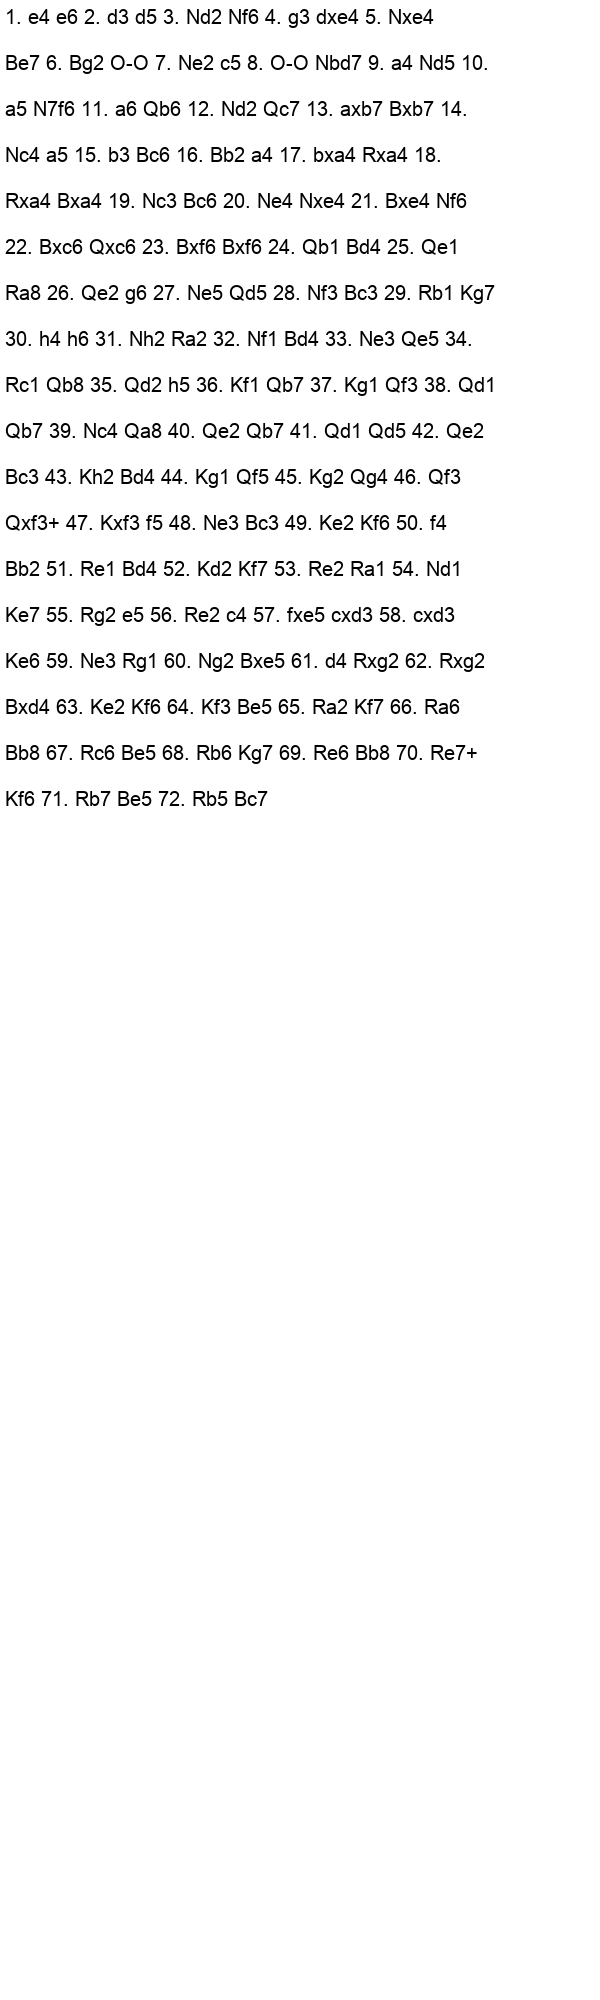 1. e4 e6 2. d3 d5 3. Nd2 Nf6 4. g3 dxe4 5. Nxe4
Be7 6. Bg2 O-O 7. Ne2 c5 8. O-O Nbd7 9. a4 Nd5 10.
a5 N7f6 11. a6 Qb6 12. Nd2 Qc7 13. axb7 Bxb7 14.
Nc4 a5 15. b3 Bc6 16. Bb2 a4 17. bxa4 Rxa4 18.
Rxa4 Bxa4 19. Nc3 Bc6 20. Ne4 Nxe4 21. Bxe4 Nf6
22. Bxc6 Qxc6 23. Bxf6 Bxf6 24. Qb1 Bd4 25. Qe1
Ra8 26. Qe2 g6 27. Ne5 Qd5 28. Nf3 Bc3 29. Rb1 Kg7
30. h4 h6 31. Nh2 Ra2 32. Nf1 Bd4 33. Ne3 Qe5 34.
Rc1 Qb8 35. Qd2 h5 36. Kf1 Qb7 37. Kg1 Qf3 38. Qd1
Qb7 39. Nc4 Qa8 40. Qe2 Qb7 41. Qd1 Qd5 42. Qe2
Bc3 43. Kh2 Bd4 44. Kg1 Qf5 45. Kg2 Qg4 46. Qf3
Qxf3+ 47. Kxf3 f5 48. Ne3 Bc3 49. Ke2 Kf6 50. f4
Bb2 51. Re1 Bd4 52. Kd2 Kf7 53. Re2 Ra1 54. Nd1
Ke7 55. Rg2 e5 56. Re2 c4 57. fxe5 cxd3 58. cxd3
Ke6 59. Ne3 Rg1 60. Ng2 Bxe5 61. d4 Rxg2 62. Rxg2
Bxd4 63. Ke2 Kf6 64. Kf3 Be5 65. Ra2 Kf7 66. Ra6
Bb8 67. Rc6 Be5 68. Rb6 Kg7 69. Re6 Bb8 70. Re7+
Kf6 71. Rb7 Be5 72. Rb5 Bc7